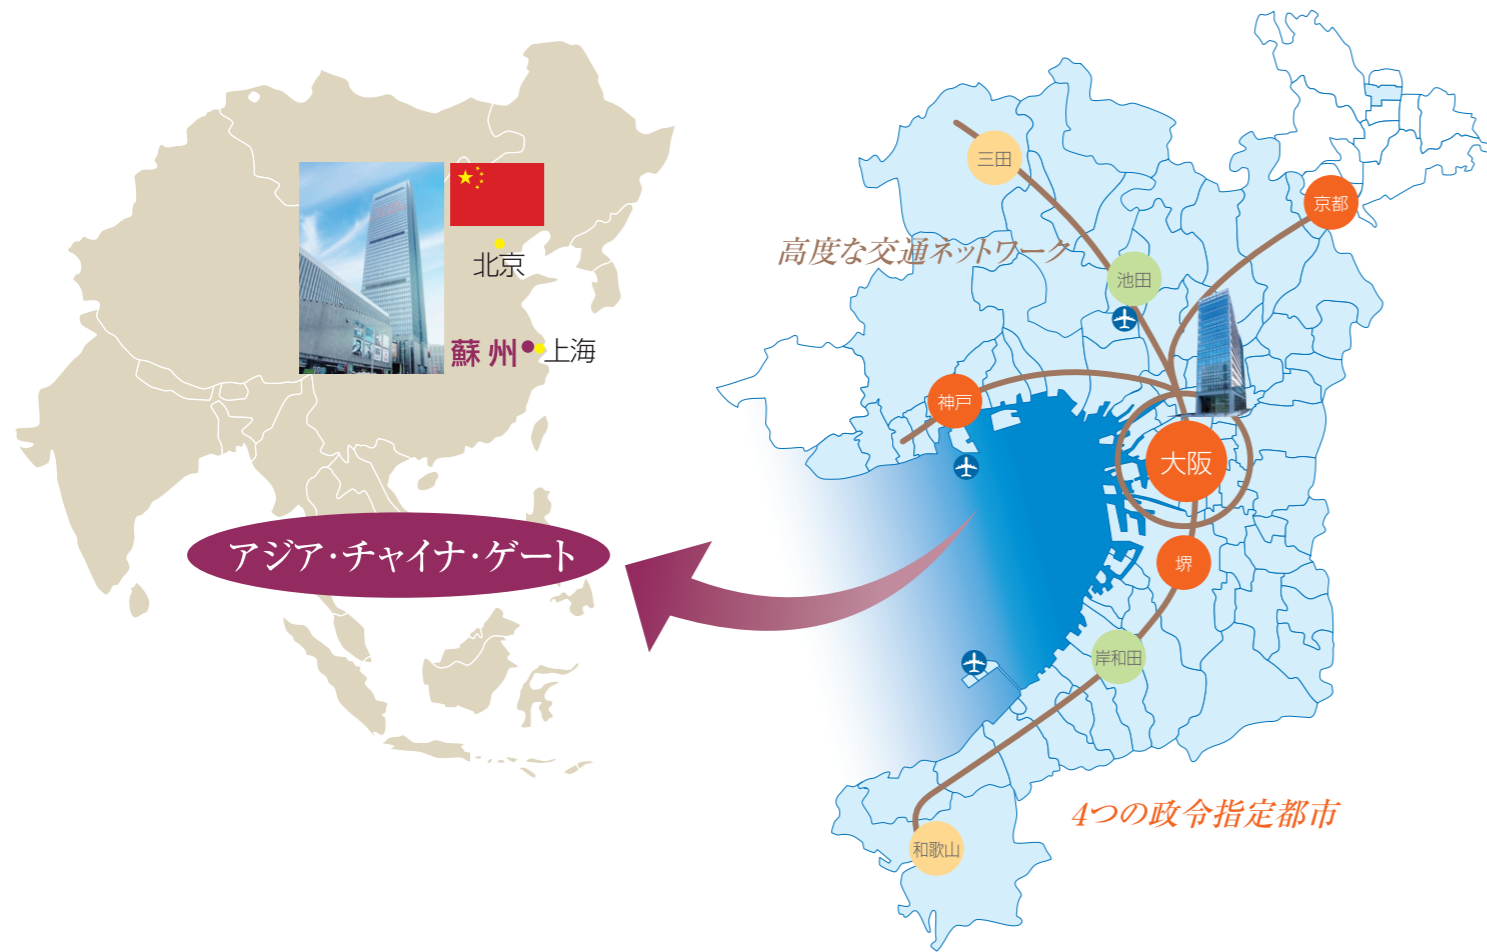 北京
蘇州
上海
アジア・チャイナ・ゲート
三田
京都
高度な交通ネットワーク
池田
神戸
大阪
堺
岸和田
4つの政令指定都市
和歌山